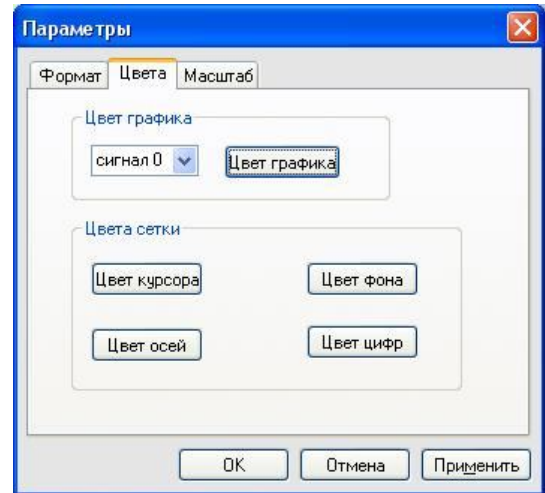 Параметры
Формат Цвета Масштаб
Цвет графика
сигнал 0 Цвет графика
Цвета сетки
Цвет курсора Цвет фона
Цвет осей Цвет цифр
OK Отмена Применить